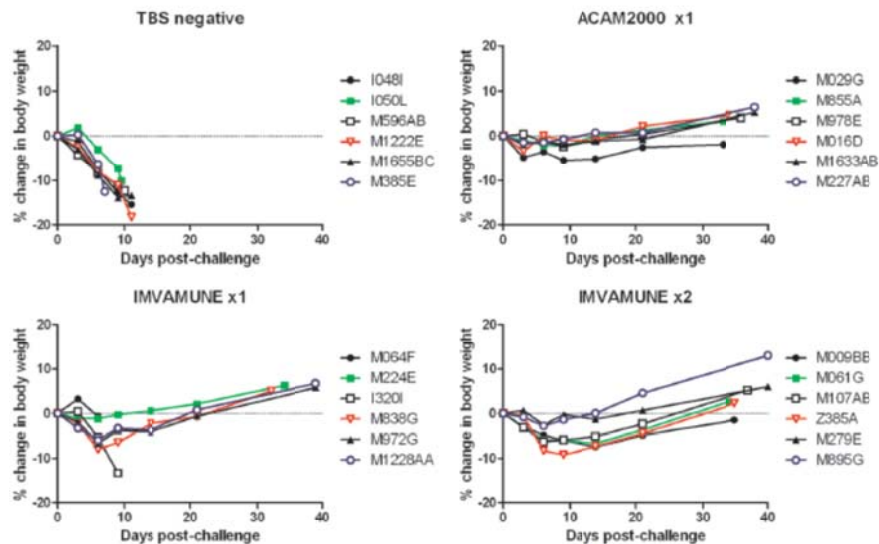 TBS negative
% change in body weight
20
10
0
-10
-20
0 10 20 30 40
Days post-challenge
I048I
I050L
M596AB
M1222E
M1655BC
M385E
ACAM2000 x1
% change in body weight
20
10
0
-10
-20
0 10 20 30 40
Days post-challenge
M029G
M855A
M978E
M016D
M1633AB
M227AB
IMVAMUNE x1
% change in body weight
20
10
0
-10
-20
0 10 20 30 40
Days post-challenge
M064F
M224E
I320I
M838G
M972G
M1228AA
IMVAMUNE x2
% change in body weight
20
10
0
-10
-20
0 10 20 30 40
Days post-challenge
M009BB
M061G
M107AB
Z385A
M279E
M895G